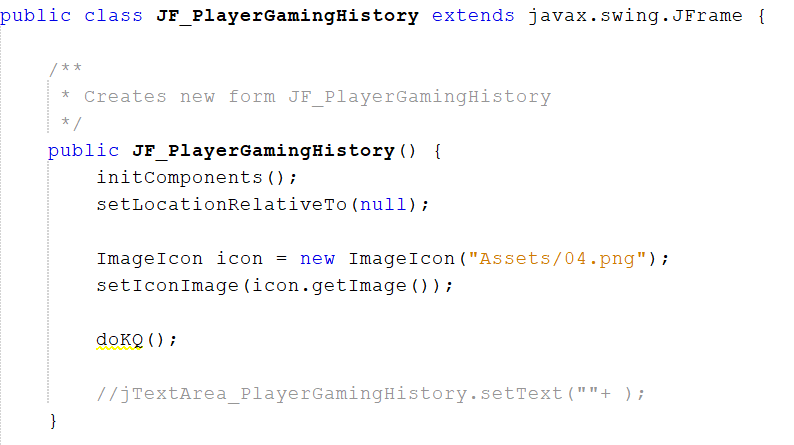 public class JF_PlayerGamingHistory extends javax.swing.JFrame {
/**
* Creates new form JF_PlayerGamingHistory
*/
public JF_PlayerGamingHistory() {
initComponents();
setLocationRelativeTo(null);
ImageIcon icon = new ImageIcon("Assets/04.png");
setIconImage(icon.getImage());
doKQ();
//jTextArea_PlayerGamingHistory.setText(""+ );
}